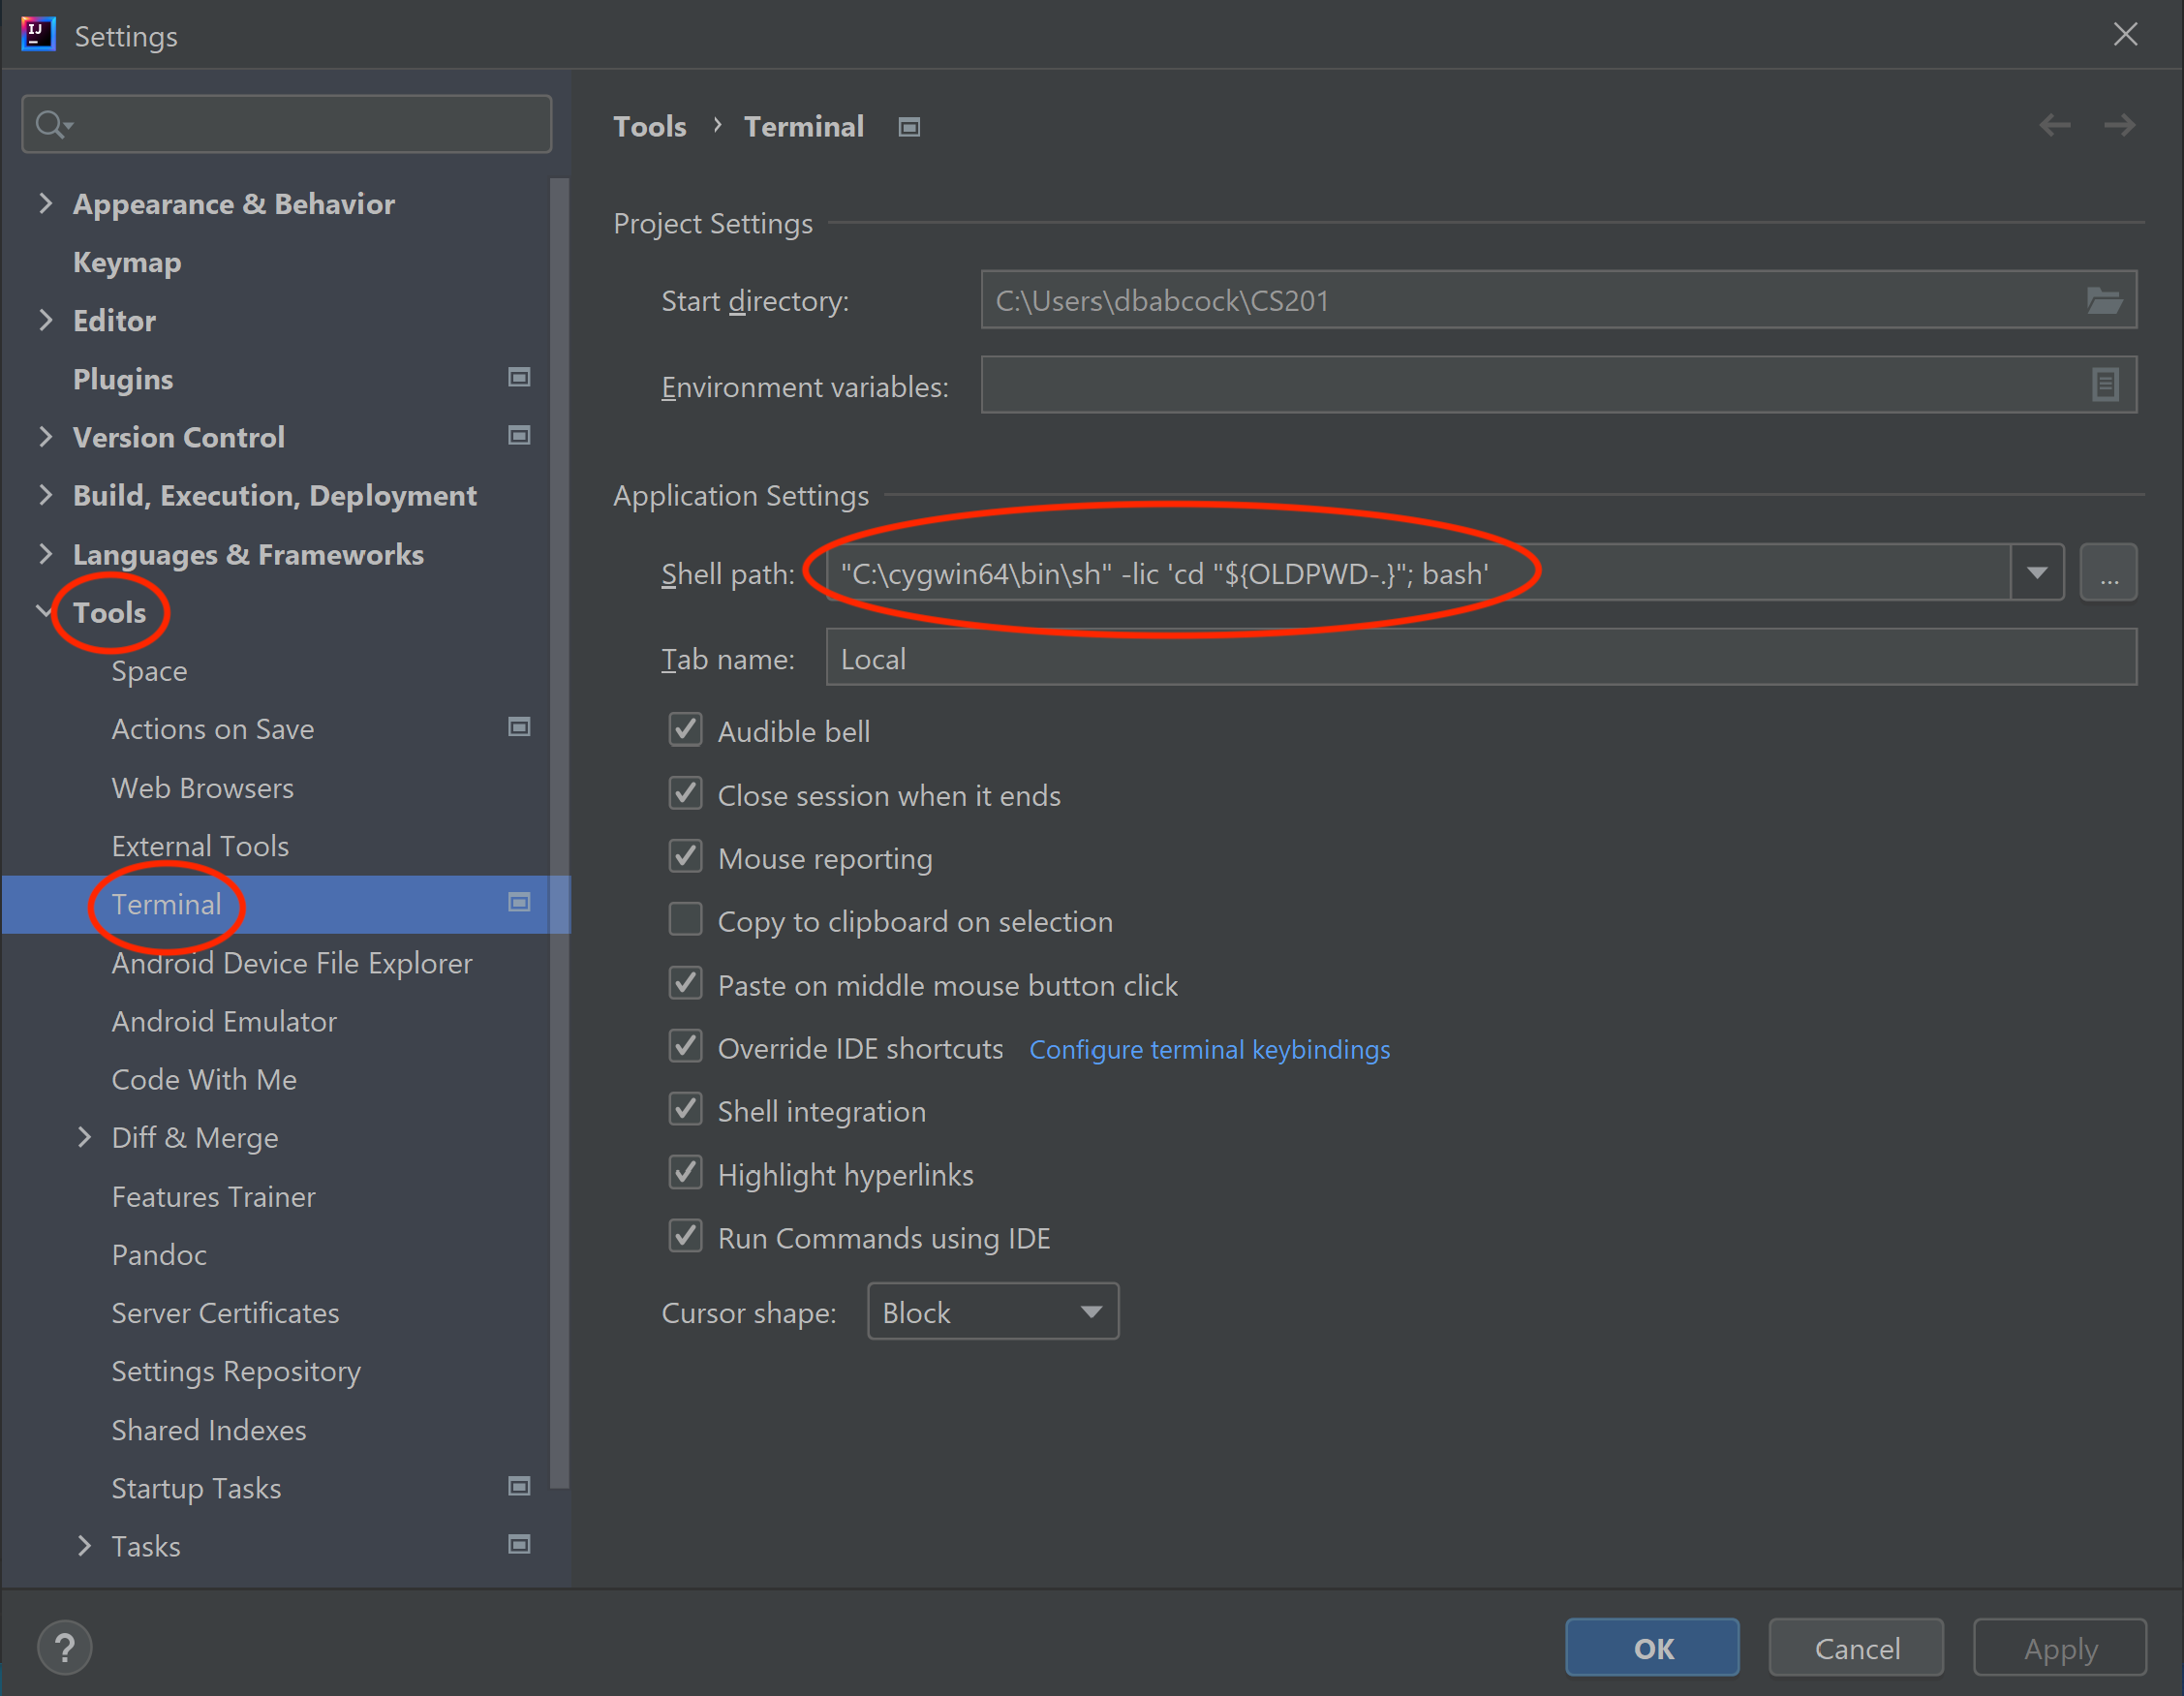 IJ
Settings
Appearance & Behavior
Keymap
Editor
Plugins
Version Control
Build, Execution, Deployment
Languages & Frameworks
Tools
Space
Actions on Save
Web Browsers
External Tools
Terminal
Android Device File Explorer
Android Emulator
Code With Me
Diff & Merge
Features Trainer
Pandoc
Server Certificates
Settings Repository
Shared Indexes
Startup Tasks
Tasks
Tools › Terminal
Project Settings
Start directory: C:\Users\dbabcock\CS201
Environment variables:
Application Settings
Shell path: "C:\cygwin64\bin\sh" -lic 'cd "${OLDPWD-.}"; bash' ...
Tab name: Local
Audible bell
Close session when it ends
Mouse reporting
Copy to clipboard on selection
Paste on middle mouse button click
Override IDE shortcuts Configure terminal keybindings
Shell integration
Highlight hyperlinks
Run Commands using IDE
Cursor shape: Block
? OK Cancel Apply